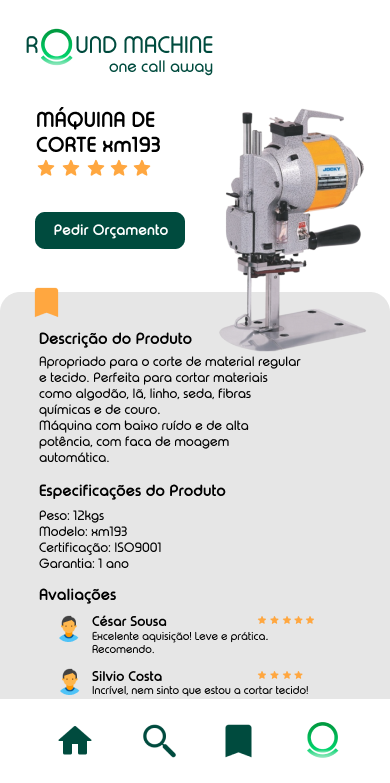 ROUND MACHINE
one call away
MÁQUINA DE
CORTE xm193
Pedir Orçamento
Descrição do Produto
Apropriado para o corte de material regular
e tecido. Perfeita para cortar materiais
como algodão, lã, linho, seda, fibras
químicas e de couro.
Máquina com baixo ruído e de alta
potência, com faca de moagem
automática.
Especificações do Produto
Peso: 12kgs
Modelo: xm193
Certificação: ISO9001
Garantia: 1 ano
Avaliações
César Sousa
Excelente aquisição! Leve e prática.
Recomendo.
Silvio Costa
Incrível, nem sinto que estou a cortar tecido!